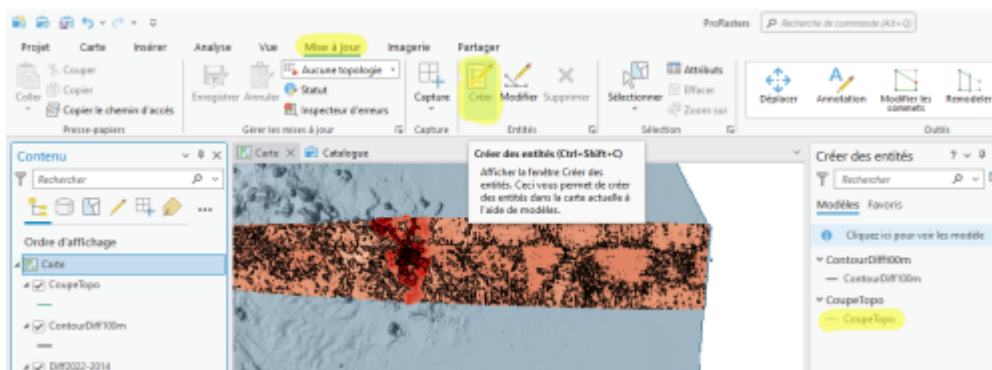 ProRasters Recherche de commande (Alt+Q)
Projet Carte Insérer Analyse Vue Mise à jour Imagerie Partager
Couper
Copier
Coller
Copier le chemin d'accès
Presse-papiers
Enregistrer Annuler
Aucune topologie
Statut
Inspecteur d'erreurs
Gérer les mises à jour
Capture
Capture
Créer Modifier Supprimer
Entités
Sélectionner
Attributs
Effacer
Zoom sur
Sélection
Déplacer Annotation Modifier les sommets Remodeler
Outils
Contenu
Rechercher
Ordre d'affichage
Carte
CoupeTopo
ContourDiff100m
Diff2022-2014
Carte Catalogue
Créer des entités (Ctrl+Shift+C)
Afficher la fenêtre Créer des
entités. Ceci vous permet de créer
des entités dans la carte actuelle à
l'aide de modèles.
Créer des entités
Rechercher
Modèles Favoris
Cliquez ici pour voir les modèle
ContourDiff100m
ContourDiff100m
CoupeTopo
CoupeTopo